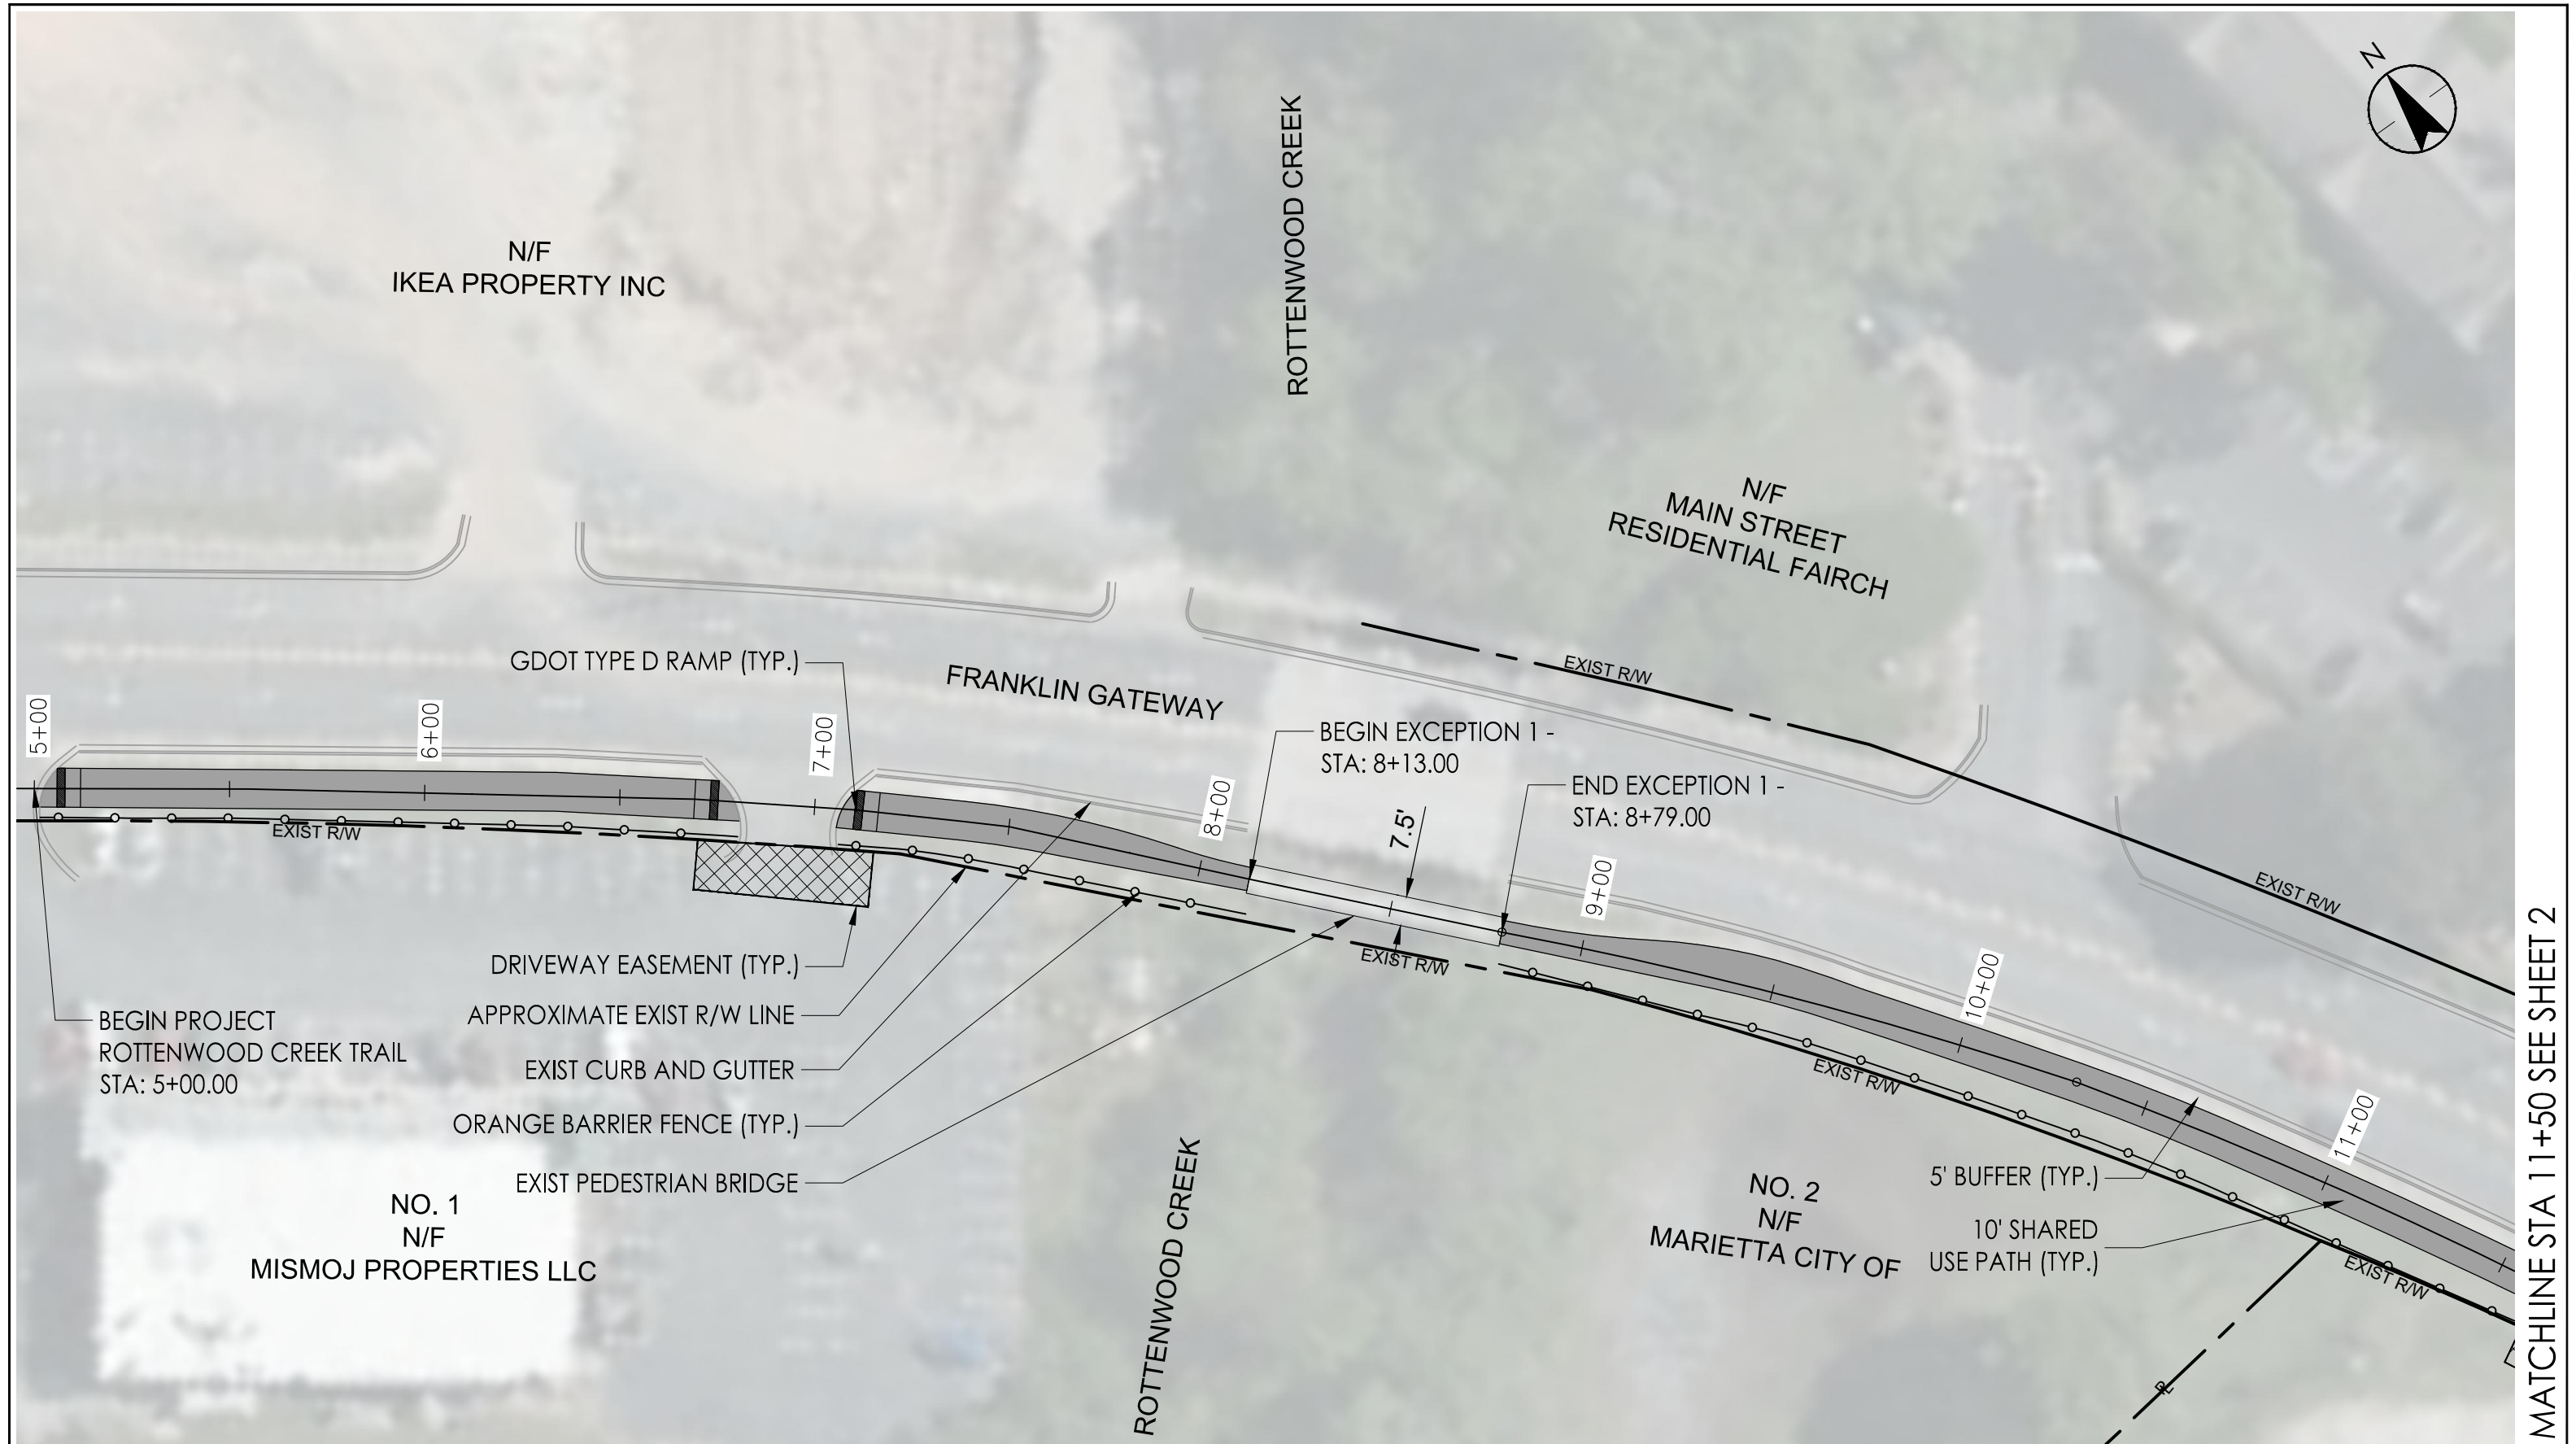 N
N/F
IKEA PROPERTY INC
ROTTENWOOD CREEK
N/F
MAIN STREET
RESIDENTIAL FAIRCH
EXIST R/W
GDOT TYPE D RAMP (TYP.)
FRANKLIN GATEWAY
5+00
6+00
7+00
8+00
BEGIN EXCEPTION 1 -
STA: 8+13.00
END EXCEPTION 1 -
STA: 8+79.00
7.5'
9+00
10+00
11+00
EXIST R/W
EXIST R/W
EXIST R/W
EXIST R/W
EXIST R/W
DRIVEWAY EASEMENT (TYP.)
APPROXIMATE EXIST R/W LINE
EXIST CURB AND GUTTER
ORANGE BARRIER FENCE (TYP.)
EXIST PEDESTRIAN BRIDGE
BEGIN PROJECT
ROTTENWOOD CREEK TRAIL
STA: 5+00.00
NO. 1
N/F
MISMOJ PROPERTIES LLC
ROTTENWOOD CREEK
NO. 2
N/F
MARIETTA CITY OF
5' BUFFER (TYP.)
10' SHARED
USE PATH (TYP.)
PL
MATCHLINE STA 11+50 SEE SHEET 2